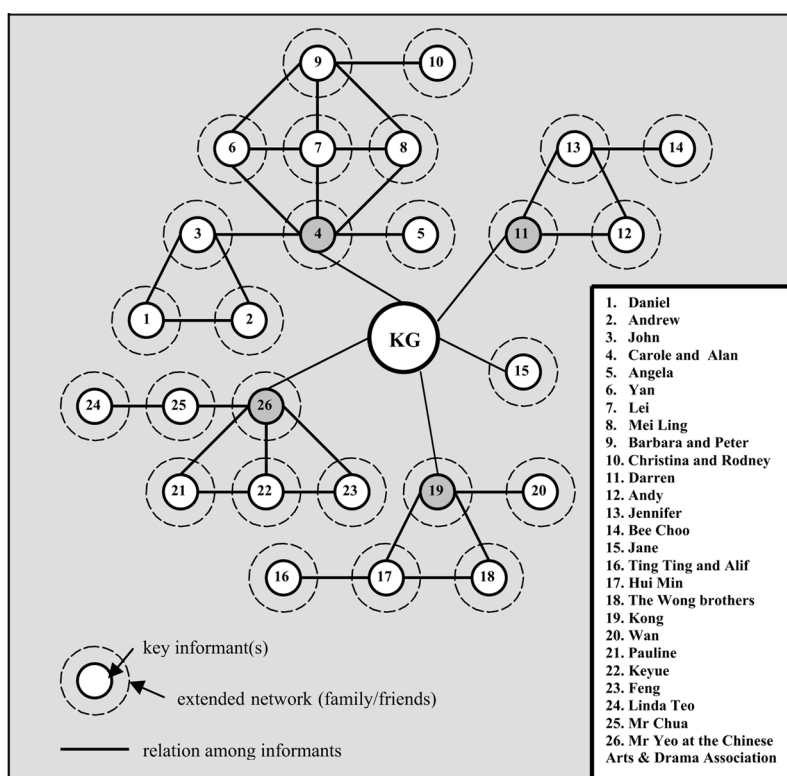 9
10
6
7
8
13
14
3
4
5
11
12
1
2
KG
15
24
25
26
21
22
23
19
20
16
17
18
key informant(s)
extended network (family/friends)
relation among informants
1. Daniel
2. Andrew
3. John
4. Carole and Alan
5. Angela
6. Yan
7. Lei
8. Mei Ling
9. Barbara and Peter
10. Christina and Rodney
11. Darren
12. Andy
13. Jennifer
14. Bee Choo
15. Jane
16. Ting Ting and Alif
17. Hui Min
18. The Wong brothers
19. Kong
20. Wan
21. Pauline
22. Keyue
23. Feng
24. Linda Teo
25. Mr Chua
26. Mr Yeo at the Chinese
Arts & Drama Association